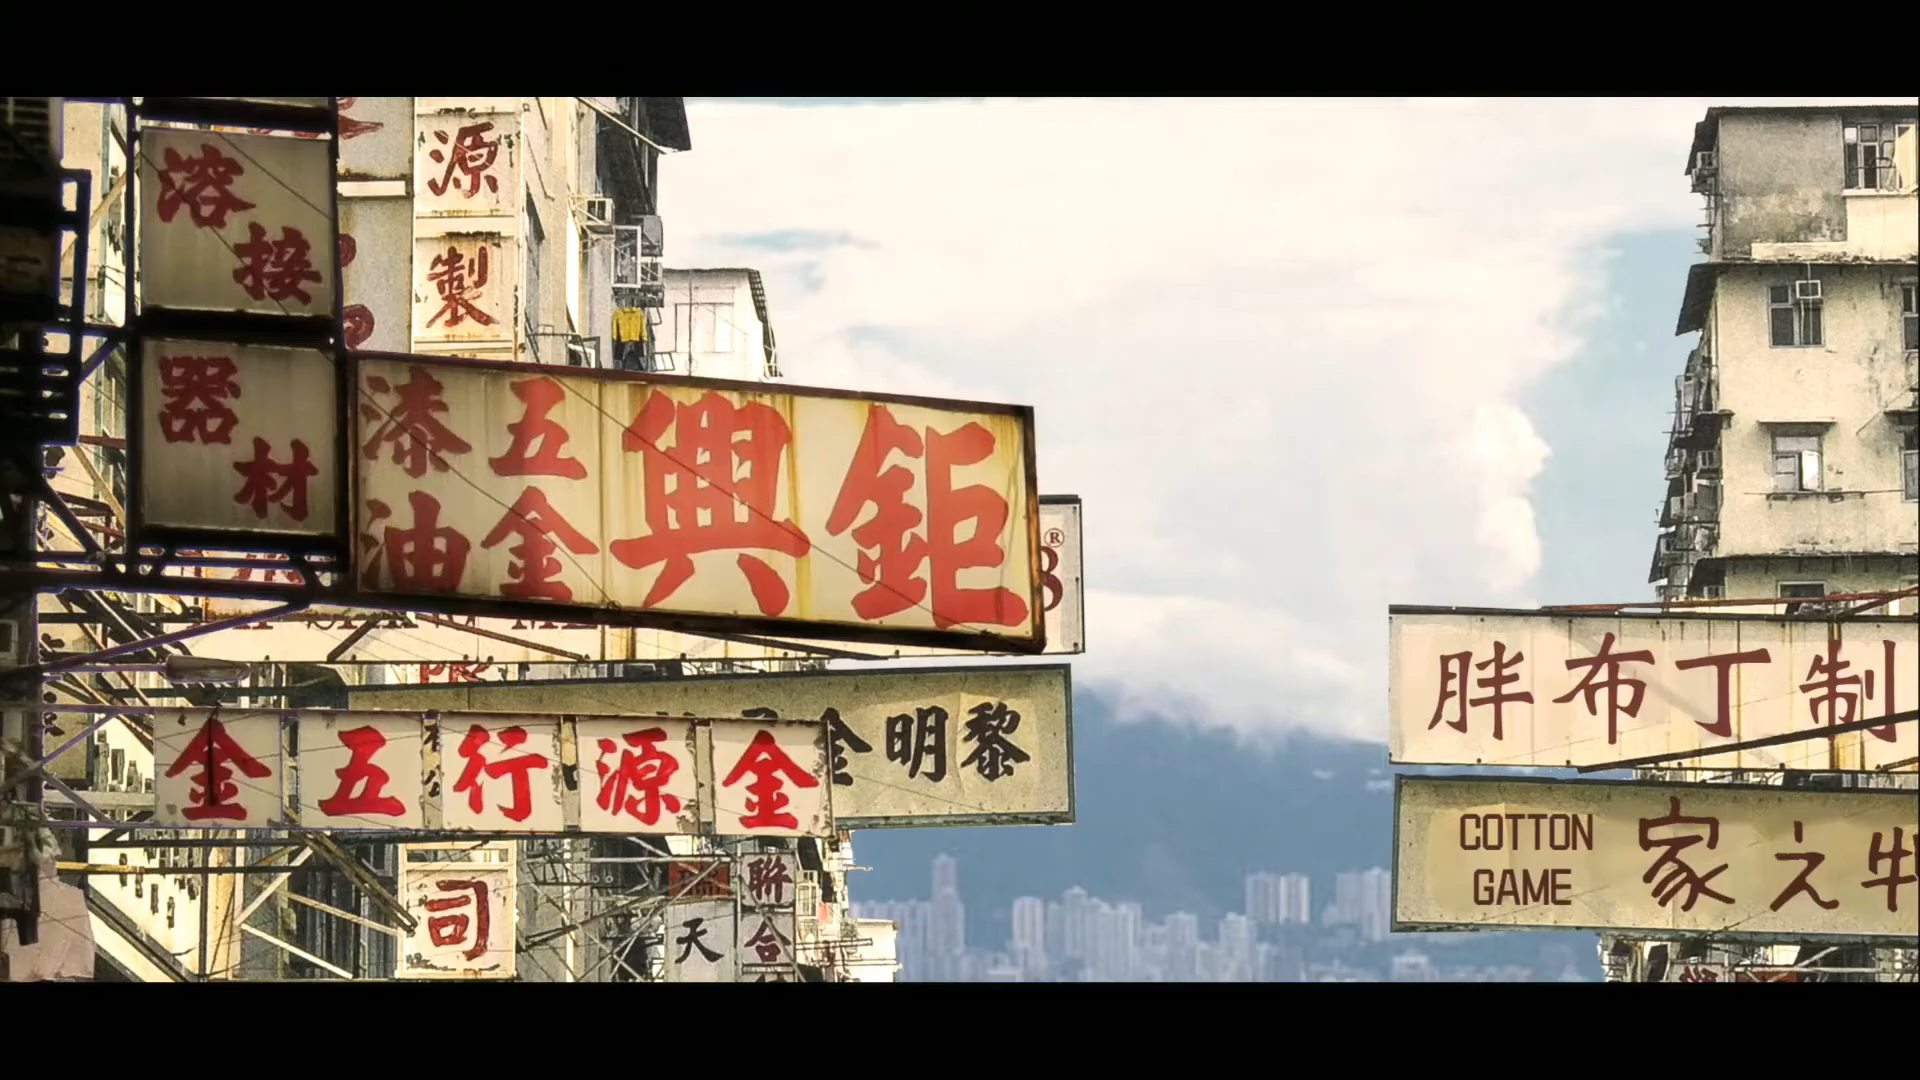 溶接
器材
源
製
鉅興五金漆油
®
金源行五金
黎明金
司
天
聯合
胖布丁制
COTTON
GAME
家之